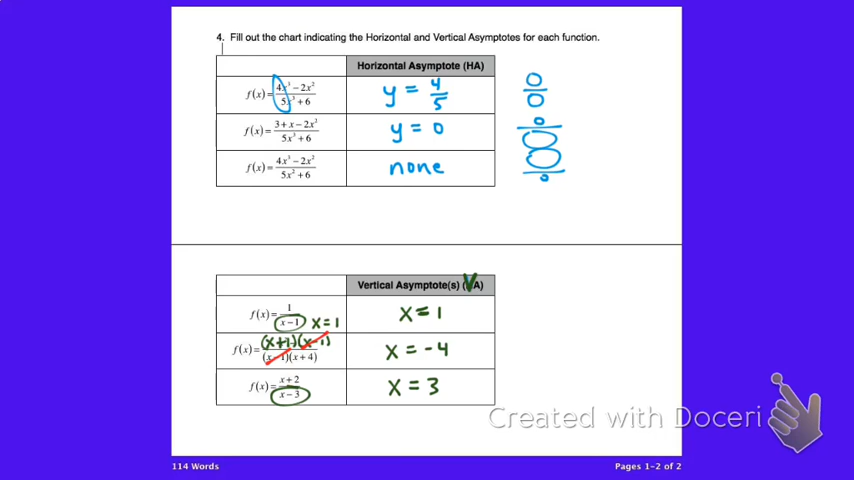 4. Fill out the chart indicating the Horizontal and Vertical Asymptotes for each function.
Horizontal Asymptote (HA)
f(x) = (4x³ − 2x²)/(5x³ + 6) y = 4/5
f(x) = (3 + x − 2x²)/(5x³ + 6) y = 0
f(x) = (4x³ − 2x²)/(5x² + 6) none
Vertical Asymptote(s) (VA)
f(x) = 1/(x − 1) x = 1 x = 1
f(x) = (x+1)(x−1)/(x − 1)(x + 4) x = −4
f(x) = (x + 2)/(x − 3) x = 3
Created with Doceri
114 Words Pages 1–2 of 2